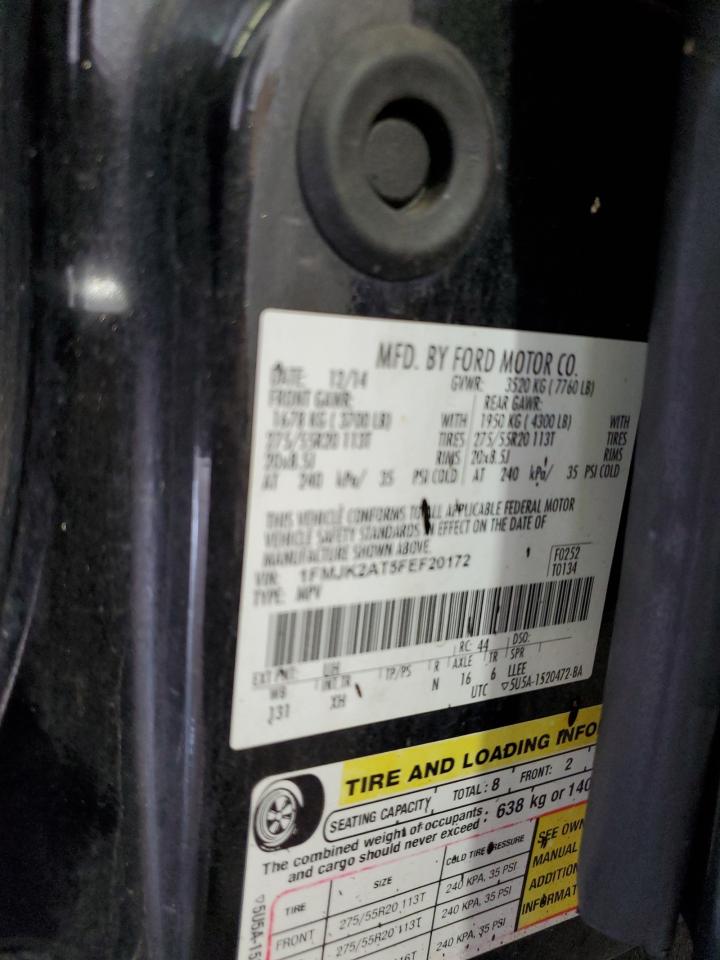 MFD. BY FORD MOTOR CO.
DATE: 12/14 GVWR: 3520 KG ( 7760 LB)
FRONT GAWR: REAR GAWR:
1678 KG ( 3700 LB) WITH 1950 KG ( 4300 LB) WITH
275/55R20 113T TIRES 275/55R20 113T TIRES
20x8.5J RIMS 20x8.5J RIMS
AT 240 kPa/ 35 PSI COLD AT 240 kPa/ 35 PSI COLD
THIS VEHICLE CONFORMS TO ALL APPLICABLE FEDERAL MOTOR
VEHICLE SAFETY STANDARDS IN EFFECT ON THE DATE OF
MANUFACTURE SHOWN ABOVE.
VIN: 1FMJK2AT5FEF20172 F0252
TYPE: MPV T0134
EXT PNT: UH RC: 44 DSO:
WB INT TR TP/PS R AXLE TR SPR
131 XH N 16 6 LLEE
UTC ▽5U5A-1520472-BA
TIRE AND LOADING INFO
SEATING CAPACITY TOTAL: 8 FRONT: 2
The combined weight of occupants and cargo should never exceed: 638 kg or 140
TIRE SIZE COLD TIRE PRESSURE
FRONT 275/55R20 113T 240 KPA, 35 PSI
275/55R20 113T 240 KPA, 35 PSI
240 KPA, 35 PSI
SEE OWN
MANUAL
ADDITION
INFORMAT
▽5U5A-15